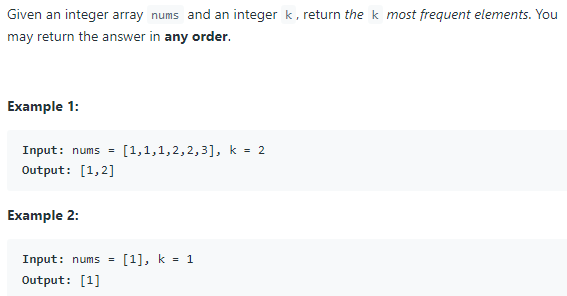 Given an integer array nums and an integer k, return the k most frequent elements. You
may return the answer in any order.
Example 1:
Input: nums = [1,1,1,2,2,3], k = 2
Output: [1,2]
Example 2:
Input: nums = [1], k = 1
Output: [1]